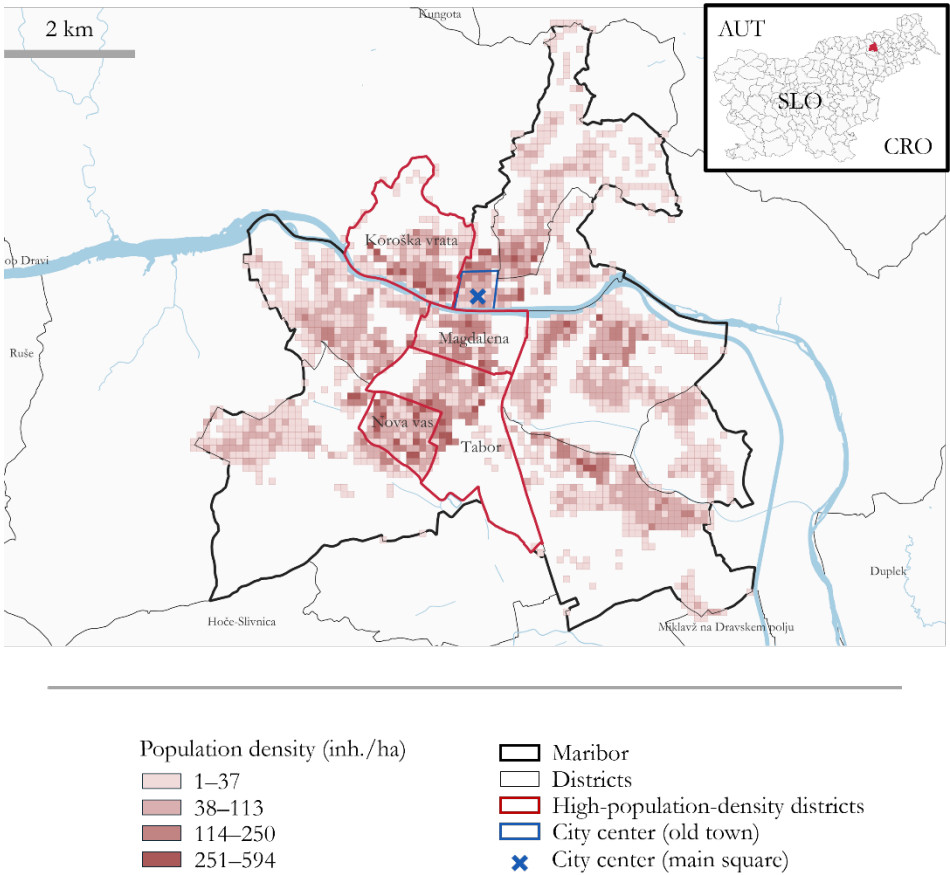 Kungota
2 km
AUT
SLO
CRO
Koroška vrata
ob Dravi
Magdalena
Ruše
Nova vas
Tabor
Duplek
Hoče-Slivnica
Miklavž na Dravskem polju
Population density (inh./ha)
1–37
38–113
114–250
251–594
Maribor
Districts
High-population-density districts
City center (old town)
City center (main square)